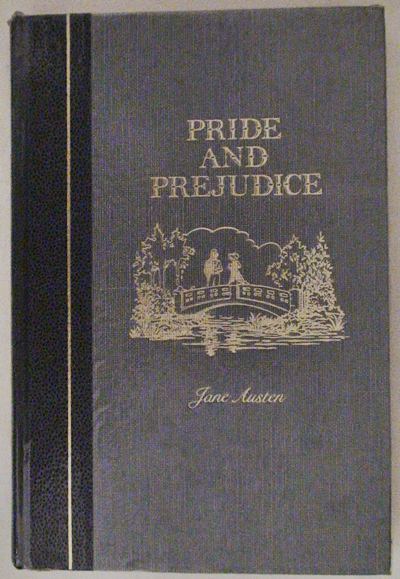 PRIDE
AND
PREJUDICE
Jane Austen